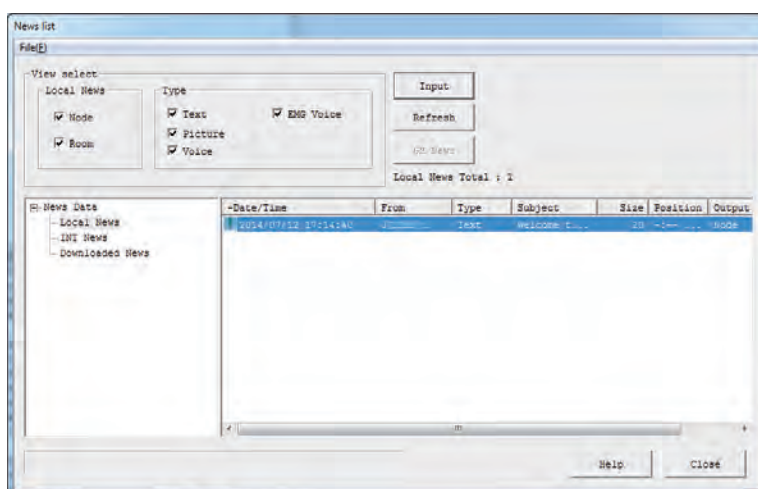 News list
File(F)
View select
Local News
Node
Room
Type
Text
Picture
Voice
EMG Voice
Input
Refresh
Local News Total :
News Data
Local News
INT News
Downloaded News
Date/Time From Type Subject Size Position Output
2014/07/12 17:14:40 Text Welcome t... 20 Node
Help Close